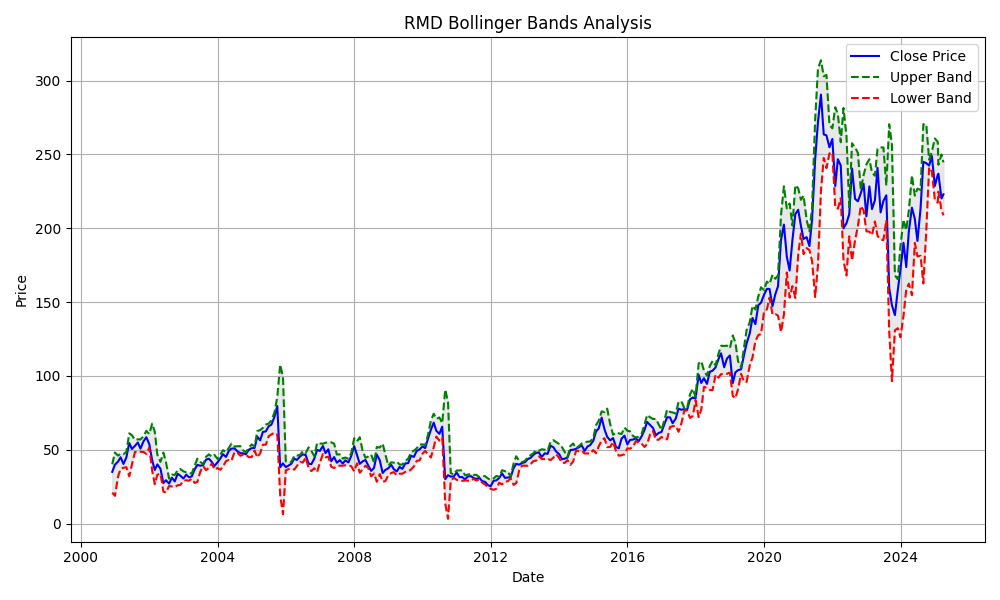 RMD Bollinger Bands Analysis
Close Price
Upper Band
Lower Band
Price
300
250
200
150
100
50
0
2000 2004 2008 2012 2016 2020 2024
Date